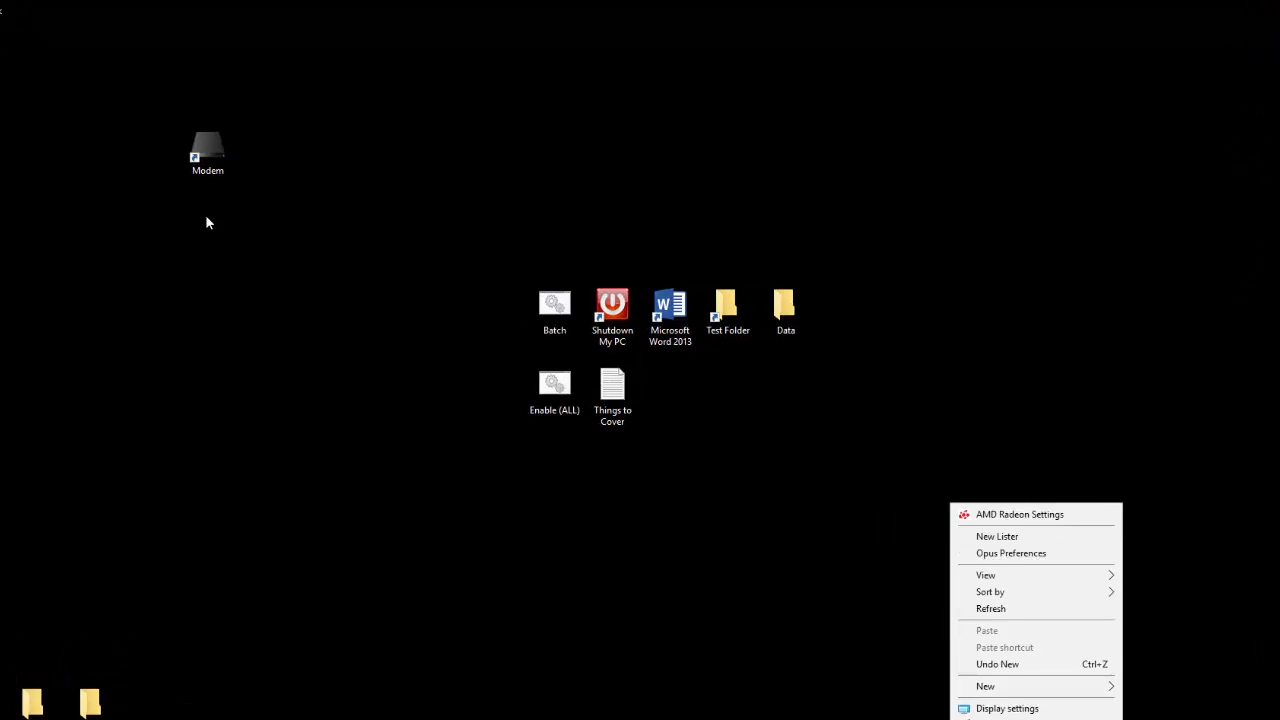 Modem
Batch
Shutdown
My PC
Microsoft
Word 2013
Test Folder
Data
Enable (ALL)
Things to
Cover
AMD Radeon Settings
New Lister
Opus Preferences
View
Sort by
Refresh
Paste
Paste shortcut
Undo New Ctrl+Z
New
Display settings